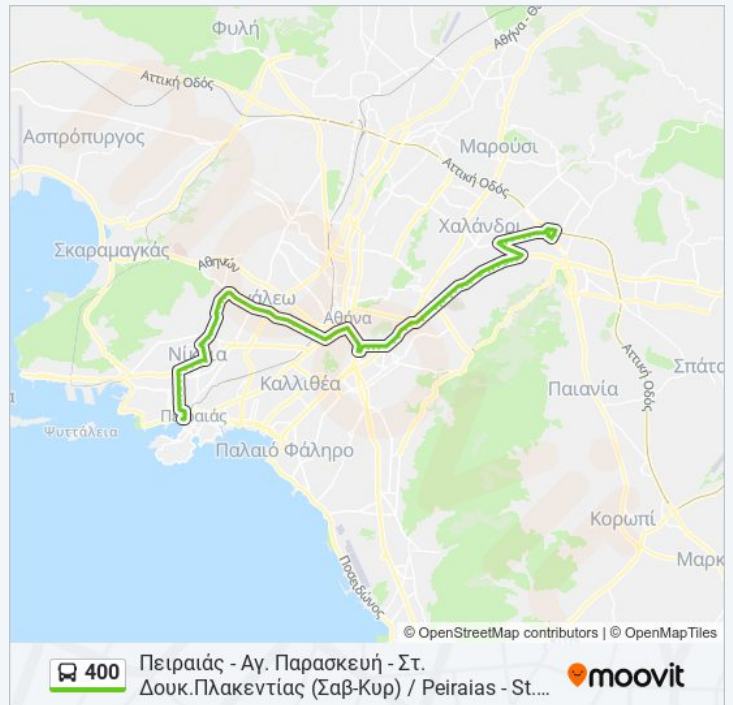 Φυλή
Αθήνα - Θ
Αττική Οδός
Ασπρόπυργος
Μαρούσι
Αττική Οδός
Χαλάνδρι
Σκαραμαγκάς
Αθηνών
άλεω
Αθήνα
Νίκαια
Σπάτα
Καλλιθέα
Αττική Οδός
Παιανία
Πειραιάς
Ψυττάλεια
Παλαιό Φάληρο
Κορωπί
Μαρκ
Ποσειδώνος
© OpenStreetMap contributors | © OpenMapTiles
400
Πειραιάς - Αγ. Παρασκευή - Στ.
Δουκ.Πλακεντίας (Σαβ-Κυρ) / Peiraias - St....
moovit